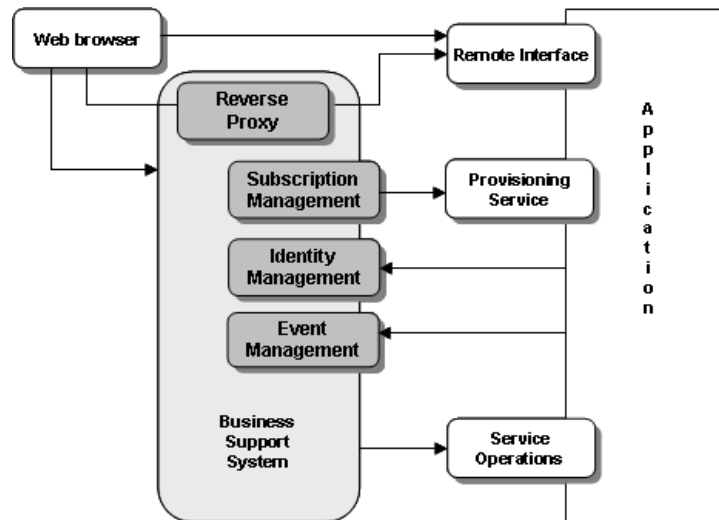 Web browser
Remote Interface
Reverse
Proxy
Subscription
Management
Provisioning
Service
Identity
Management
Event
Management
Business
Support
System
Service
Operations
A
p
p
l
i
c
a
t
i
o
n